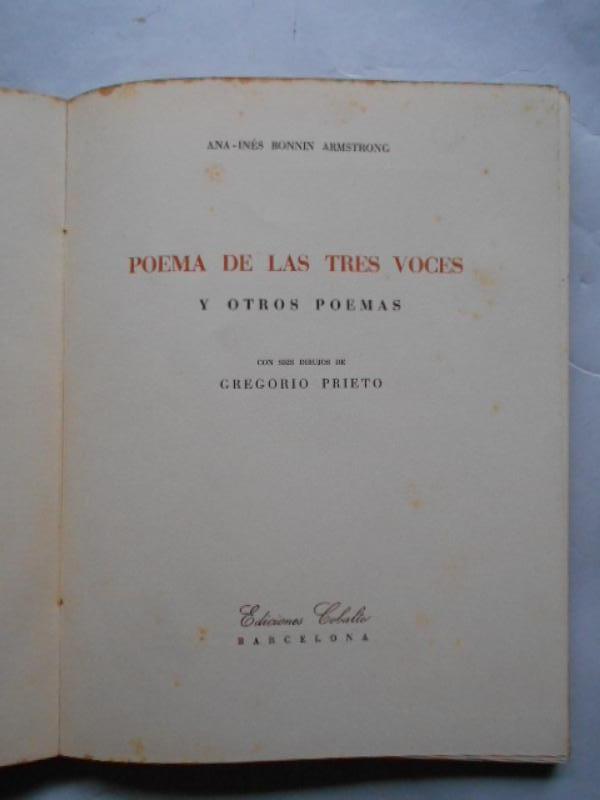 ANA-INÉS BONNIN ARMSTRONG
POEMA DE LAS TRES VOCES
Y OTROS POEMAS
CON SEIS DIBUJOS DE
GREGORIO PRIETO
Ediciones Cobalto
BARCELONA